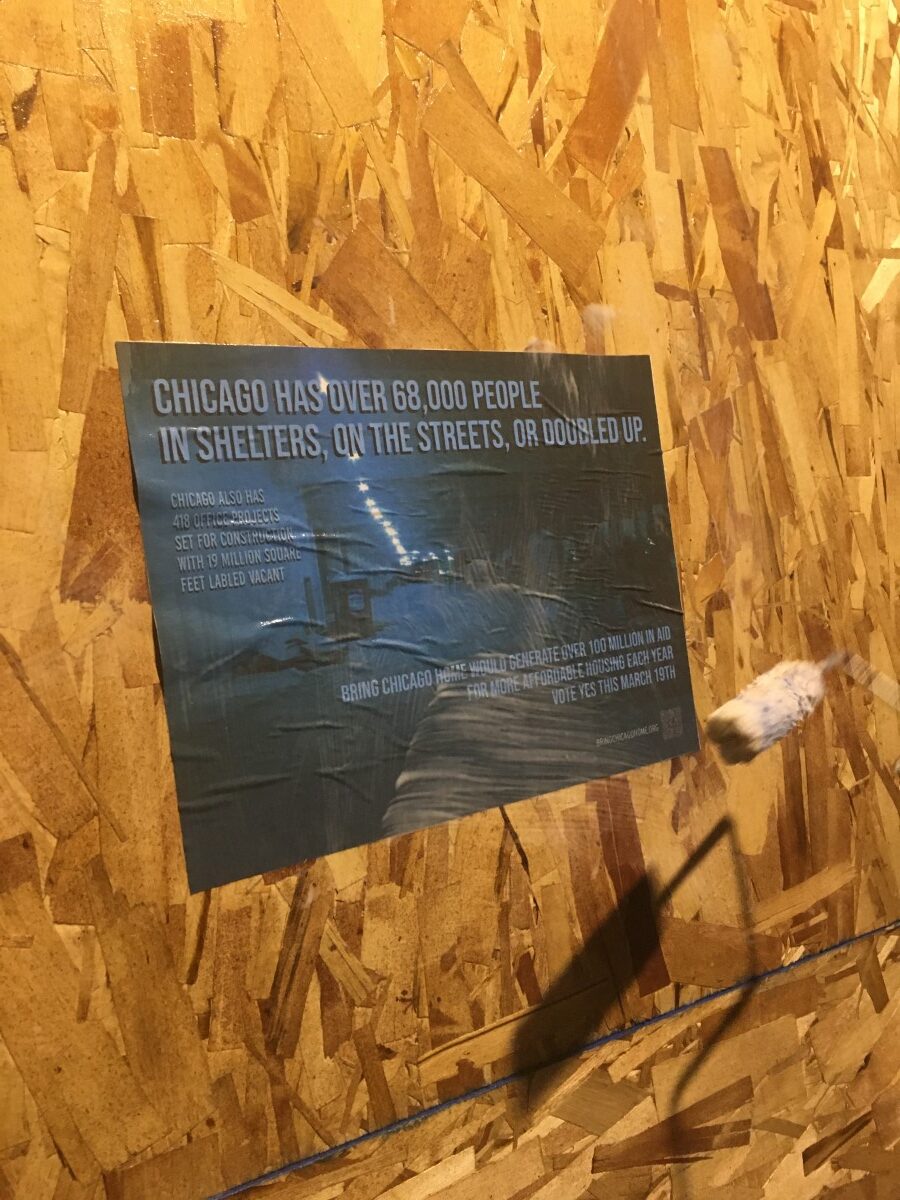 CHICAGO HAS OVER 68,000 PEOPLE
IN SHELTERS, ON THE STREETS, OR DOUBLED UP.
CHICAGO ALSO HAS
418 OFFICE PROJECTS
SET FOR CONSTRUCTION
WITH 19 MILLION SQUARE
FEET LABLED VACANT
BRING CHICAGO HOME WOULD GENERATE OVER 100 MILLION IN AID
FOR MORE AFFORDABLE HOUSING EACH YEAR
VOTE YES THIS MARCH 19TH
BRINGCHICAGOHOME.ORG